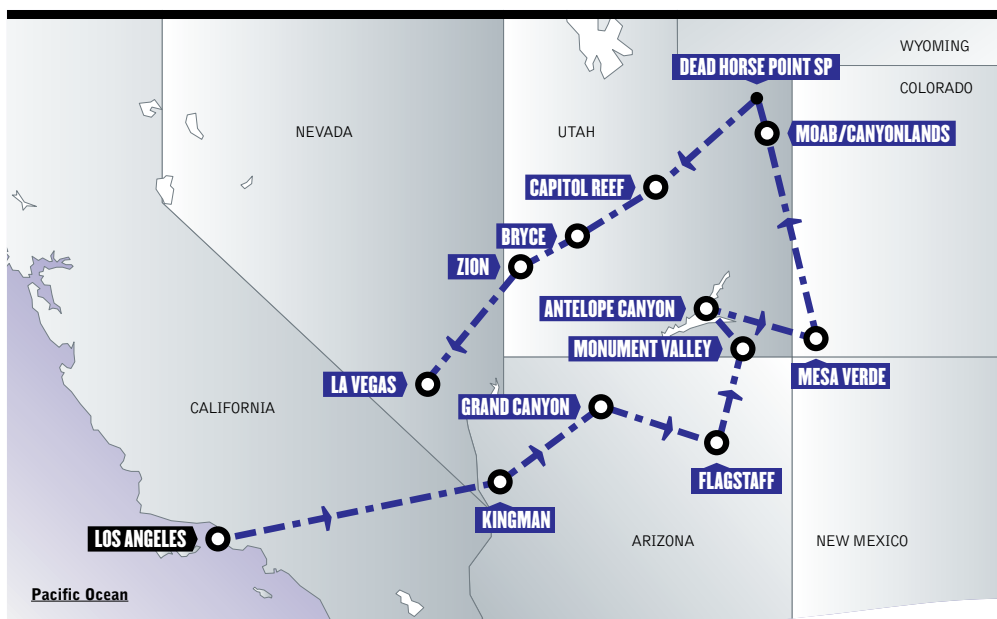 WYOMING
DEAD HORSE POINT SP
COLORADO
NEVADA
UTAH
MOAB/CANYONLANDS
CAPITOL REEF
BRYCE
ZION
ANTELOPE CANYON
MONUMENT VALLEY
MESA VERDE
LA VEGAS
CALIFORNIA
GRAND CANYON
FLAGSTAFF
KINGMAN
LOS ANGELES
ARIZONA
NEW MEXICO
Pacific Ocean